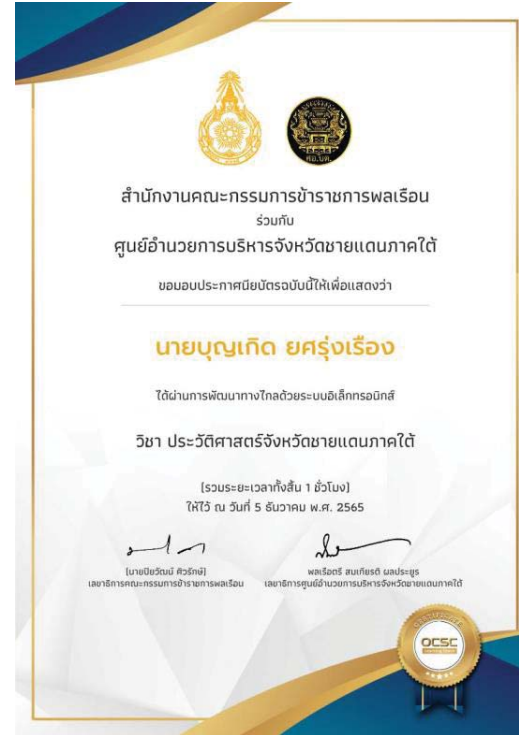 ศอ.บต.
สำนักงานคณะกรรมการข้าราชการพลเรือน
ร่วมกับ
ศูนย์อำนวยการบริหารจังหวัดชายแดนภาคใต้
ขอมอบประกาศนียบัตรฉบับนี้ให้เพื่อแสดงว่า
นายบุญเกิด ยศรุ่งเรือง
ได้ผ่านการพัฒนาทางไกลด้วยระบบอิเล็กทรอนิกส์
วิชา ประวัติศาสตร์จังหวัดชายแดนภาคใต้
(รวมระยะเวลาทั้งสิ้น 1 ชั่วโมง)
ให้ไว้ ณ วันที่ 5 ธันวาคม พ.ศ. 2565
(นายปิยวัฒน์ ศิวรักษ์)
เลขาธิการคณะกรรมการข้าราชการพลเรือน
พลเรือตรี สมเกียรติ ผลประยูร
เลขาธิการศูนย์อำนวยการบริหารจังหวัดชายแดนภาคใต้
OCSC